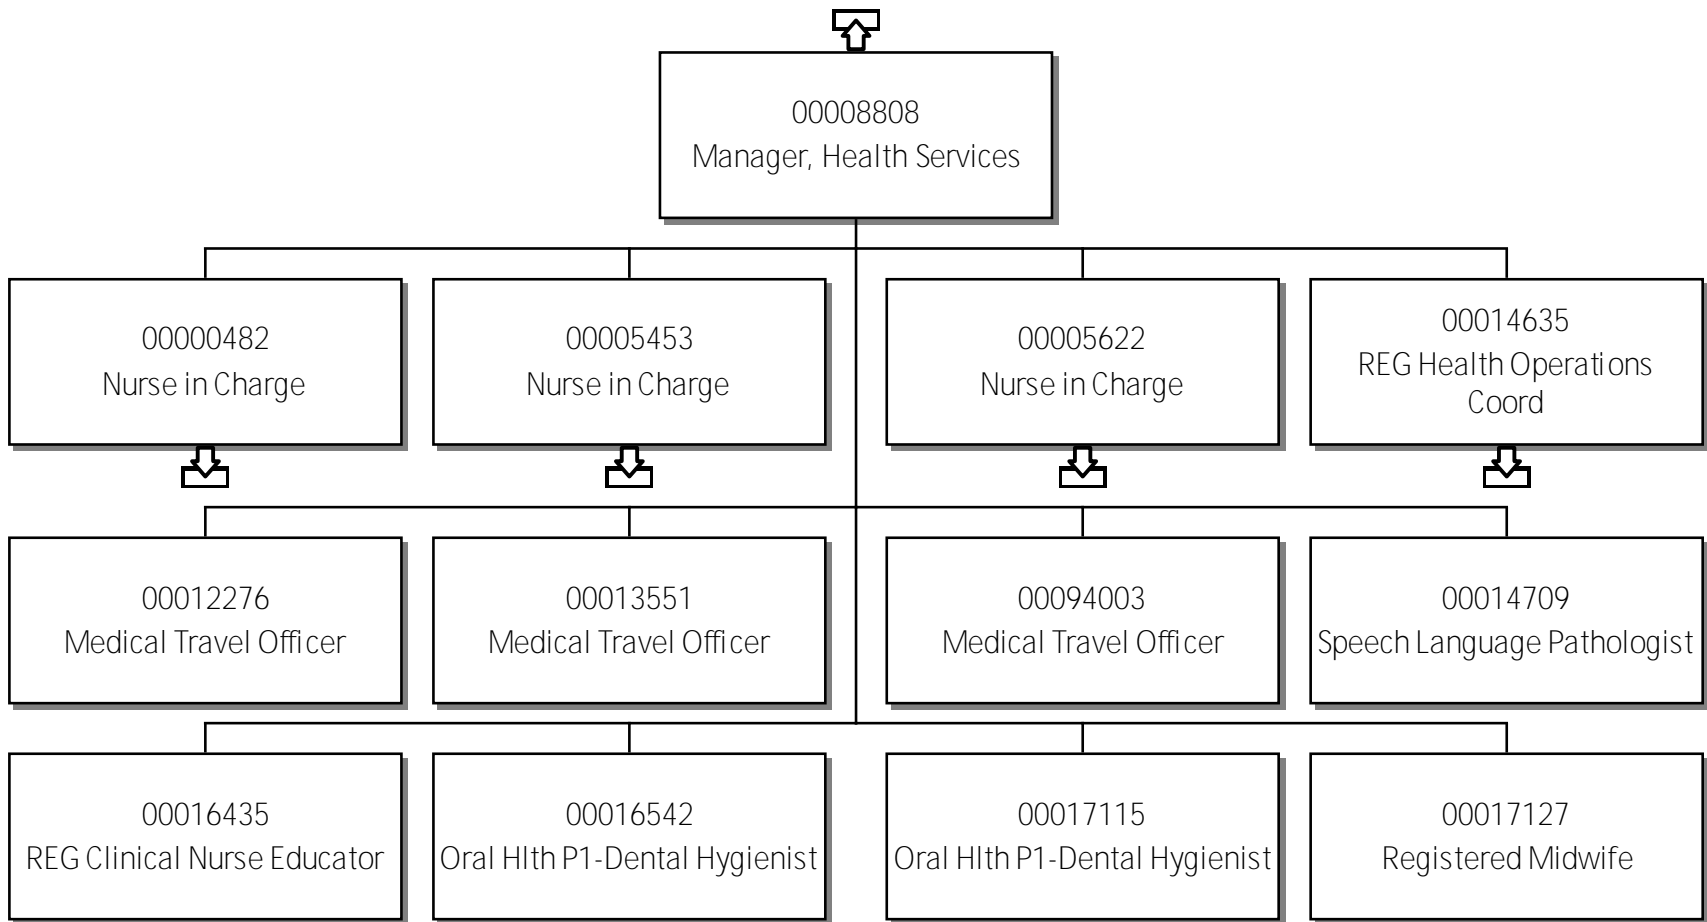 00008808
Manager, Health Services
00000482
Nurse in Charge
00005453
Nurse in Charge
00005622
Nurse in Charge
00014635
REG Health Operations
Coord
00012276
Medical Travel Officer
00013551
Medical Travel Officer
00094003
Medical Travel Officer
00014709
Speech Language Pathologist
00016435
REG Clinical Nurse Educator
00016542
Oral Hlth P1-Dental Hygienist
00017115
Oral Hlth P1-Dental Hygienist
00017127
Registered Midwife